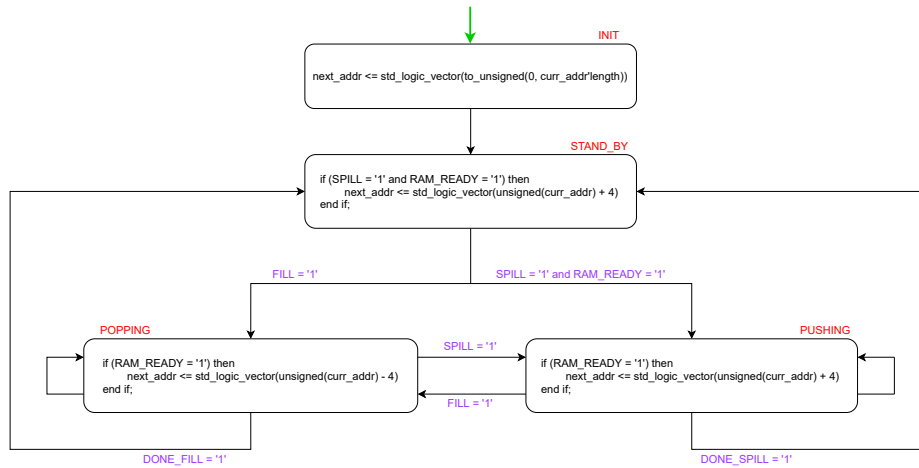 INIT
next_addr <= std_logic_vector(to_unsigned(0, curr_addr'length))
STAND_BY
if (SPILL = '1' and RAM_READY = '1') then
next_addr <= std_logic_vector(unsigned(curr_addr) + 4)
end if;
FILL = '1'
SPILL = '1' and RAM_READY = '1'
POPPING
PUSHING
if (RAM_READY = '1') then
next_addr <= std_logic_vector(unsigned(curr_addr) - 4)
end if;
SPILL = '1'
FILL = '1'
if (RAM_READY = '1') then
next_addr <= std_logic_vector(unsigned(curr_addr) + 4)
end if;
DONE_FILL = '1'
DONE_SPILL = '1'